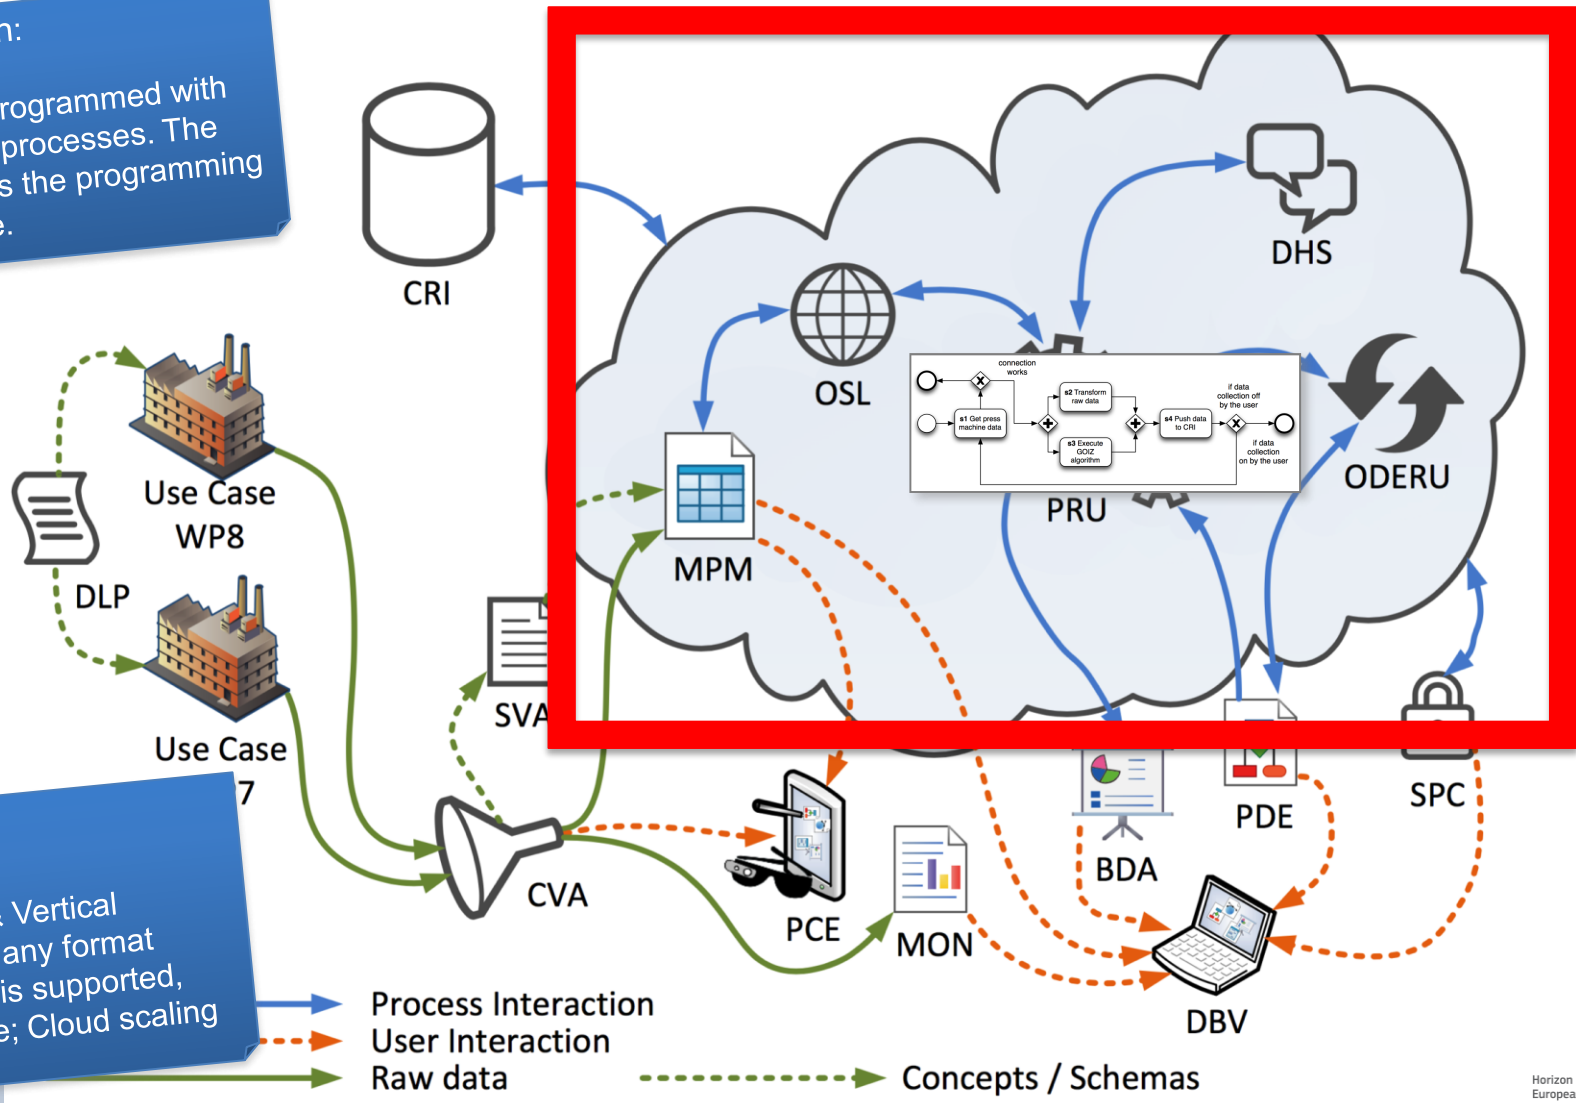 n:
rogrammed with
processes. The
s the programming
e.
CRI
DHS
OSL
connection
works
s1 Get press
machine data
s2 Transform
raw data
s3 Execute
GOIZ
algorithm
s4 Push data
to CRI
if data
collection off
by the user
if data
collection
on by the user
PRU
ODERU
MPM
Use Case
WP8
DLP
Use Case
7
SVA
CVA
PCE
MON
BDA
PDE
SPC
DBV
& Vertical
any format
is supported,
e; Cloud scaling
Process Interaction
User Interaction
Raw data
Concepts / Schemas
Horizon
Europea